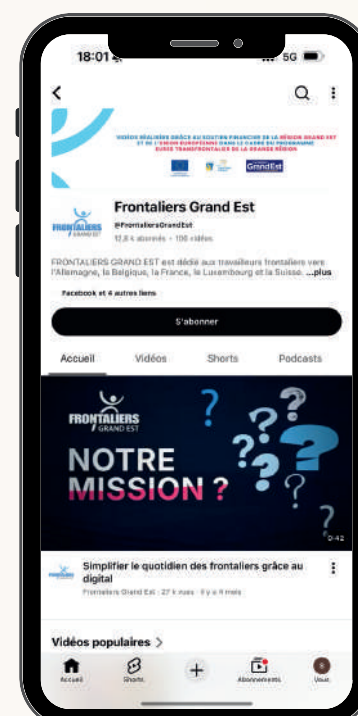 18:01
5G
VIDÉOS RÉALISÉES GRÂCE AU SOUTIEN FINANCIER DE LA RÉGION GRAND EST
ET DE L'UNION EUROPÉENNE DANS LE CADRE DU PROGRAMME
EURES TRANSFRONTALIER DE LA GRANDE RÉGION
GrandEst
FRONTALIERS
GRAND EST
Frontaliers Grand Est
@FrontaliersGrandEst
12,8 k abonnés • 100 vidéos
FRONTALIERS GRAND EST est dédié aux travailleurs frontaliers vers
l'Allemagne, la Belgique, la France, le Luxembourg et la Suisse. ...plus
Facebook et 4 autres liens
S'abonner
Accueil Vidéos Shorts Podcasts
FRONTALIERS
GRAND EST
NOTRE
MISSION ?
0:42
Simplifier le quotidien des frontaliers grâce au
digital
Frontaliers Grand Est · 27 k vues · il y a 4 mois
Vidéos populaires >
Accueil Shorts + Abonnements Vous